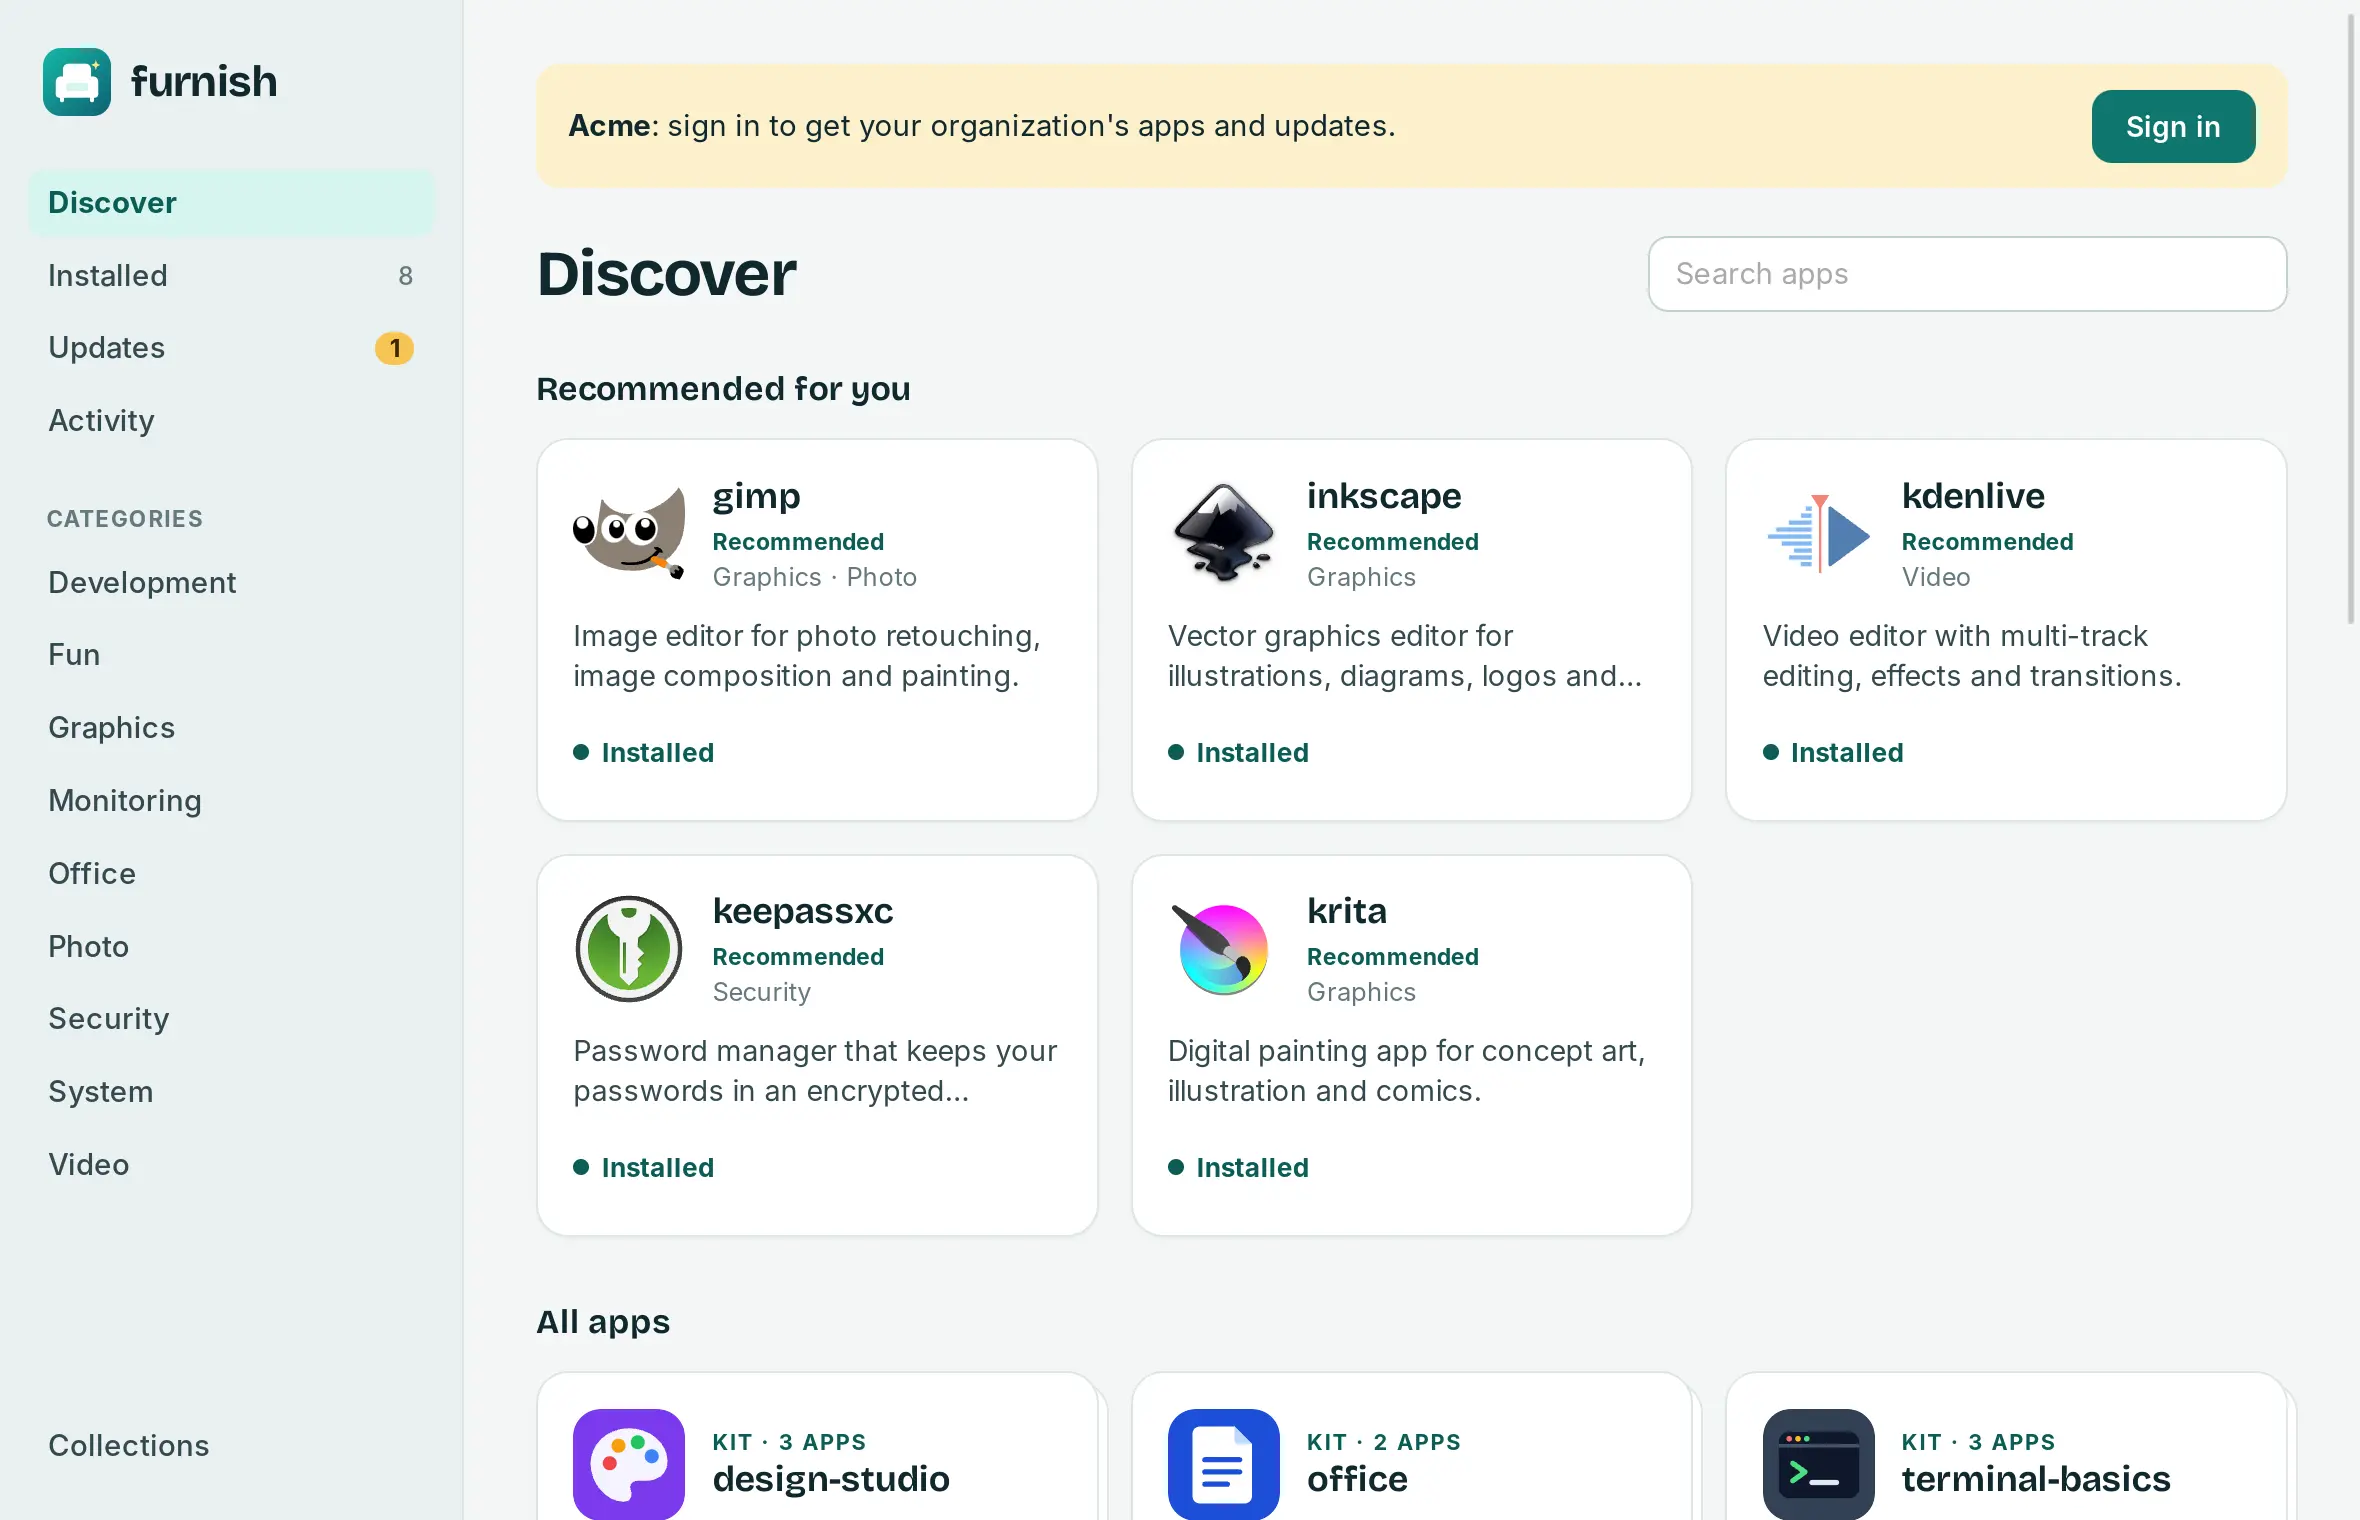 furnish
Discover
Installed 8
Updates 1
Activity
CATEGORIES
Development
Fun
Graphics
Monitoring
Office
Photo
Security
System
Video
Collections
Acme: sign in to get your organization's apps and updates.
Sign in
Discover
Search apps
Recommended for you
gimp
Recommended
Graphics · Photo
Image editor for photo retouching,
image composition and painting.
Installed
inkscape
Recommended
Graphics
Vector graphics editor for
illustrations, diagrams, logos and...
Installed
kdenlive
Recommended
Video
Video editor with multi-track
editing, effects and transitions.
Installed
keepassxc
Recommended
Security
Password manager that keeps your
passwords in an encrypted...
Installed
krita
Recommended
Graphics
Digital painting app for concept art,
illustration and comics.
Installed
All apps
KIT · 3 APPS
design-studio
KIT · 2 APPS
office
KIT · 3 APPS
terminal-basics